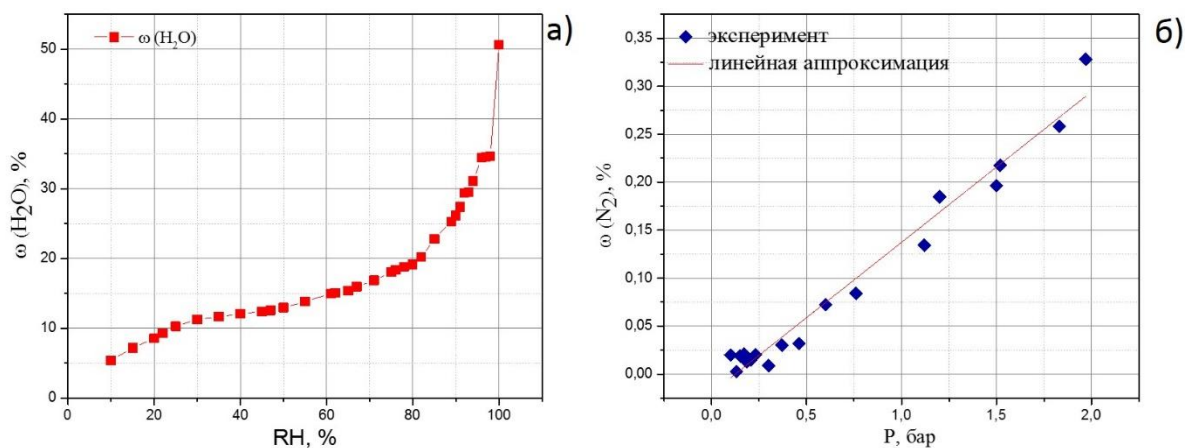 ω (H₂O)
а)
ω (H₂O), %
50
40
30
20
10
0
0 20 40 60 80 100
RH, %
эксперимент
линейная аппроксимация
б)
ω (N₂), %
0,35
0,30
0,25
0,20
0,15
0,10
0,05
0,00
0,0 0,5 1,0 1,5 2,0
P, бар